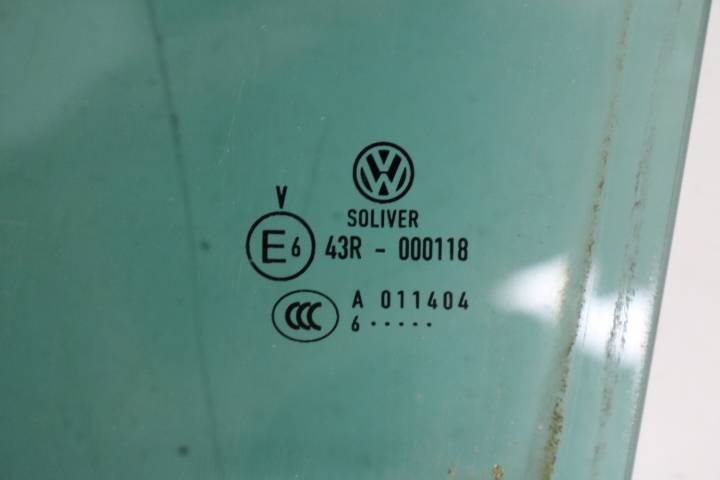 VW
SOLIVER
V
E6 43R - 000118
CCC A 011404
6 ·····